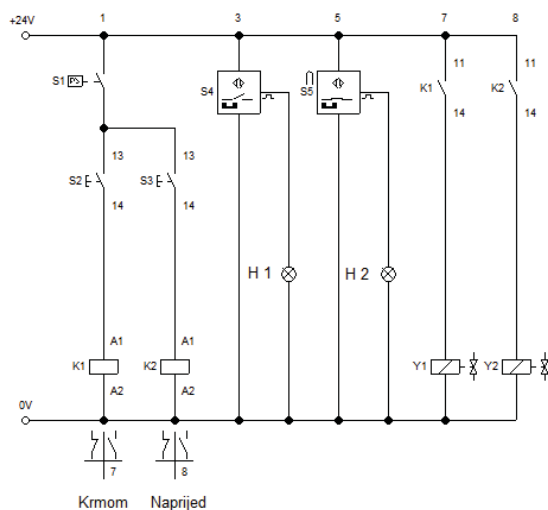 +24V
1
3
5
7
8
S1
PS
S4
S5
11
11
K1
K2
14
14
13
13
S2
S3
14
14
H 1
H 2
A1
A1
K1
K2
Y1
Y2
A2
A2
0V
7
8
Krmom
Naprijed